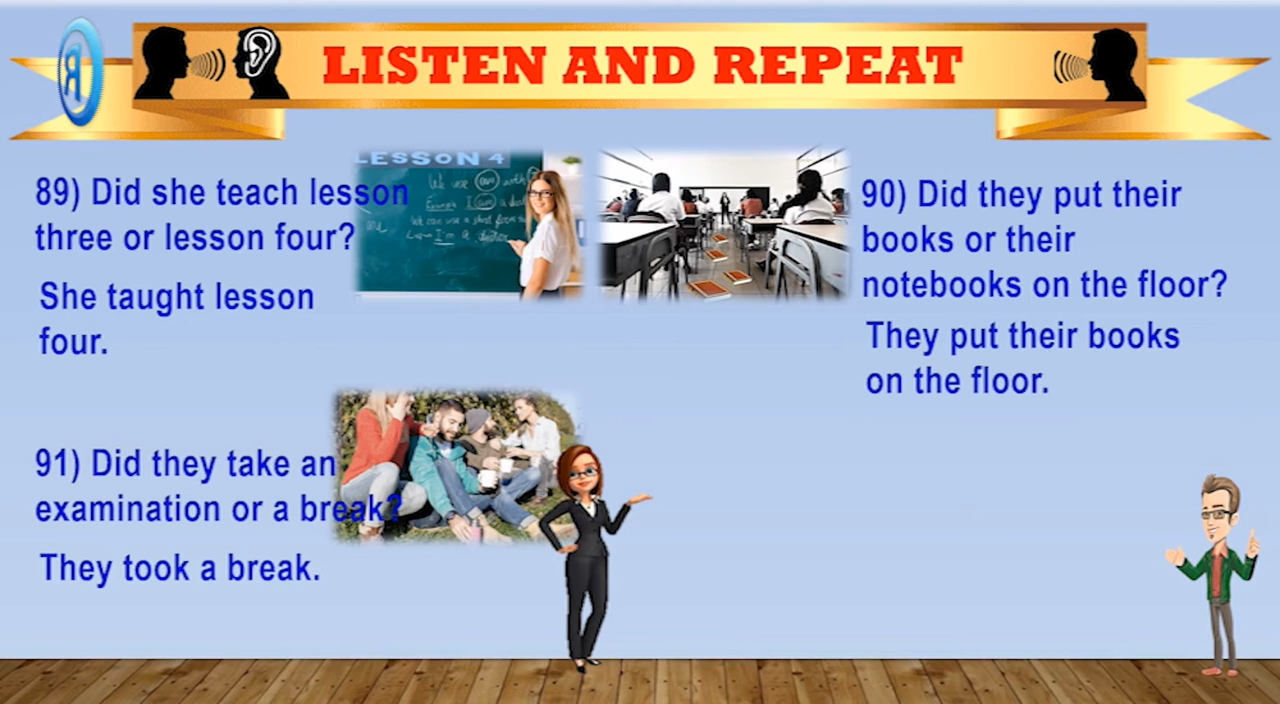 LISTEN AND REPEAT
89) Did she teach lesson
three or lesson four?
She taught lesson
four.
LESSON 4
90) Did they put their
books or their
notebooks on the floor?
They put their books
on the floor.
91) Did they take an
examination or a break?
They took a break.